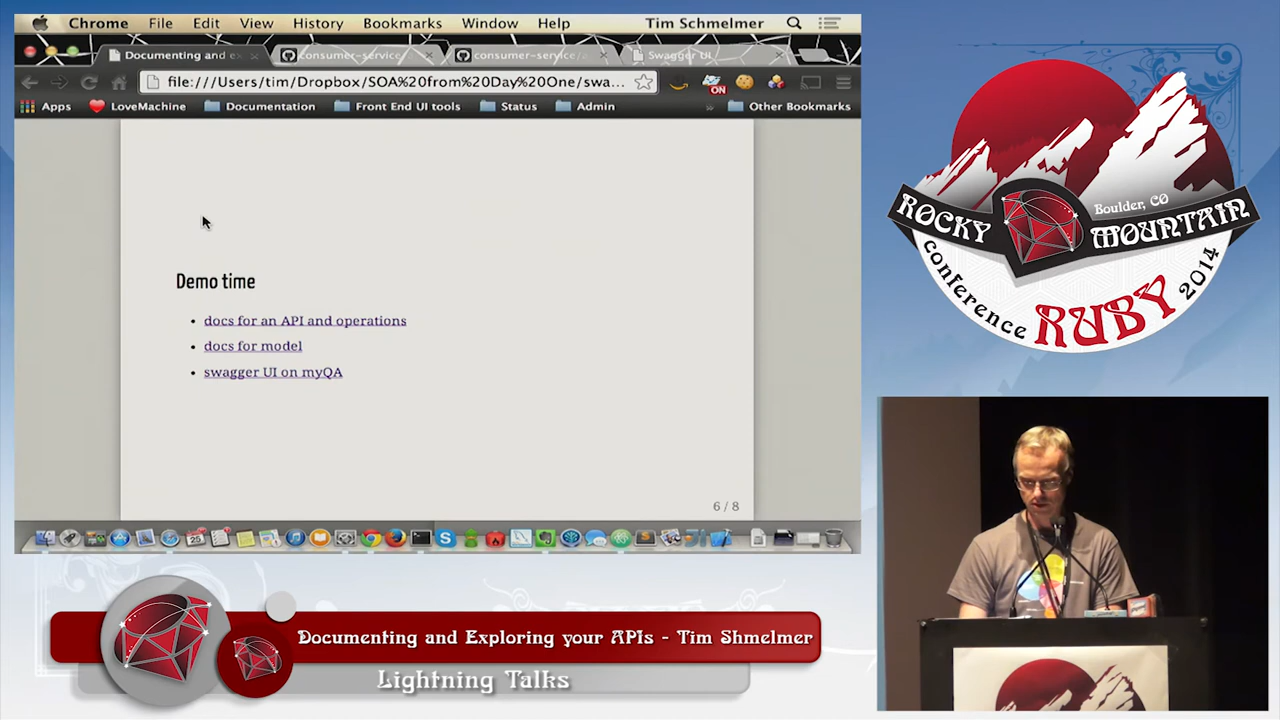 Chrome File Edit View History Bookmarks Window Help Tim Schmelmer
Documenting and ex
consumer-service
consumer-service/
Swagger UI
file:///Users/tim/Dropbox/SOA%20from%20Day%20One/swa...
ON
Apps LoveMachine Documentation Front End UI tools Status Admin » Other Bookmarks
Demo time
• docs for an API and operations
• docs for model
• swagger UI on myQA
6 / 8
Boulder, CO
ROCKY MOUNTAIN
conference RUBY 2014
Documenting and Exploring your APIs - Tim Shmelmer
Lightning Talks